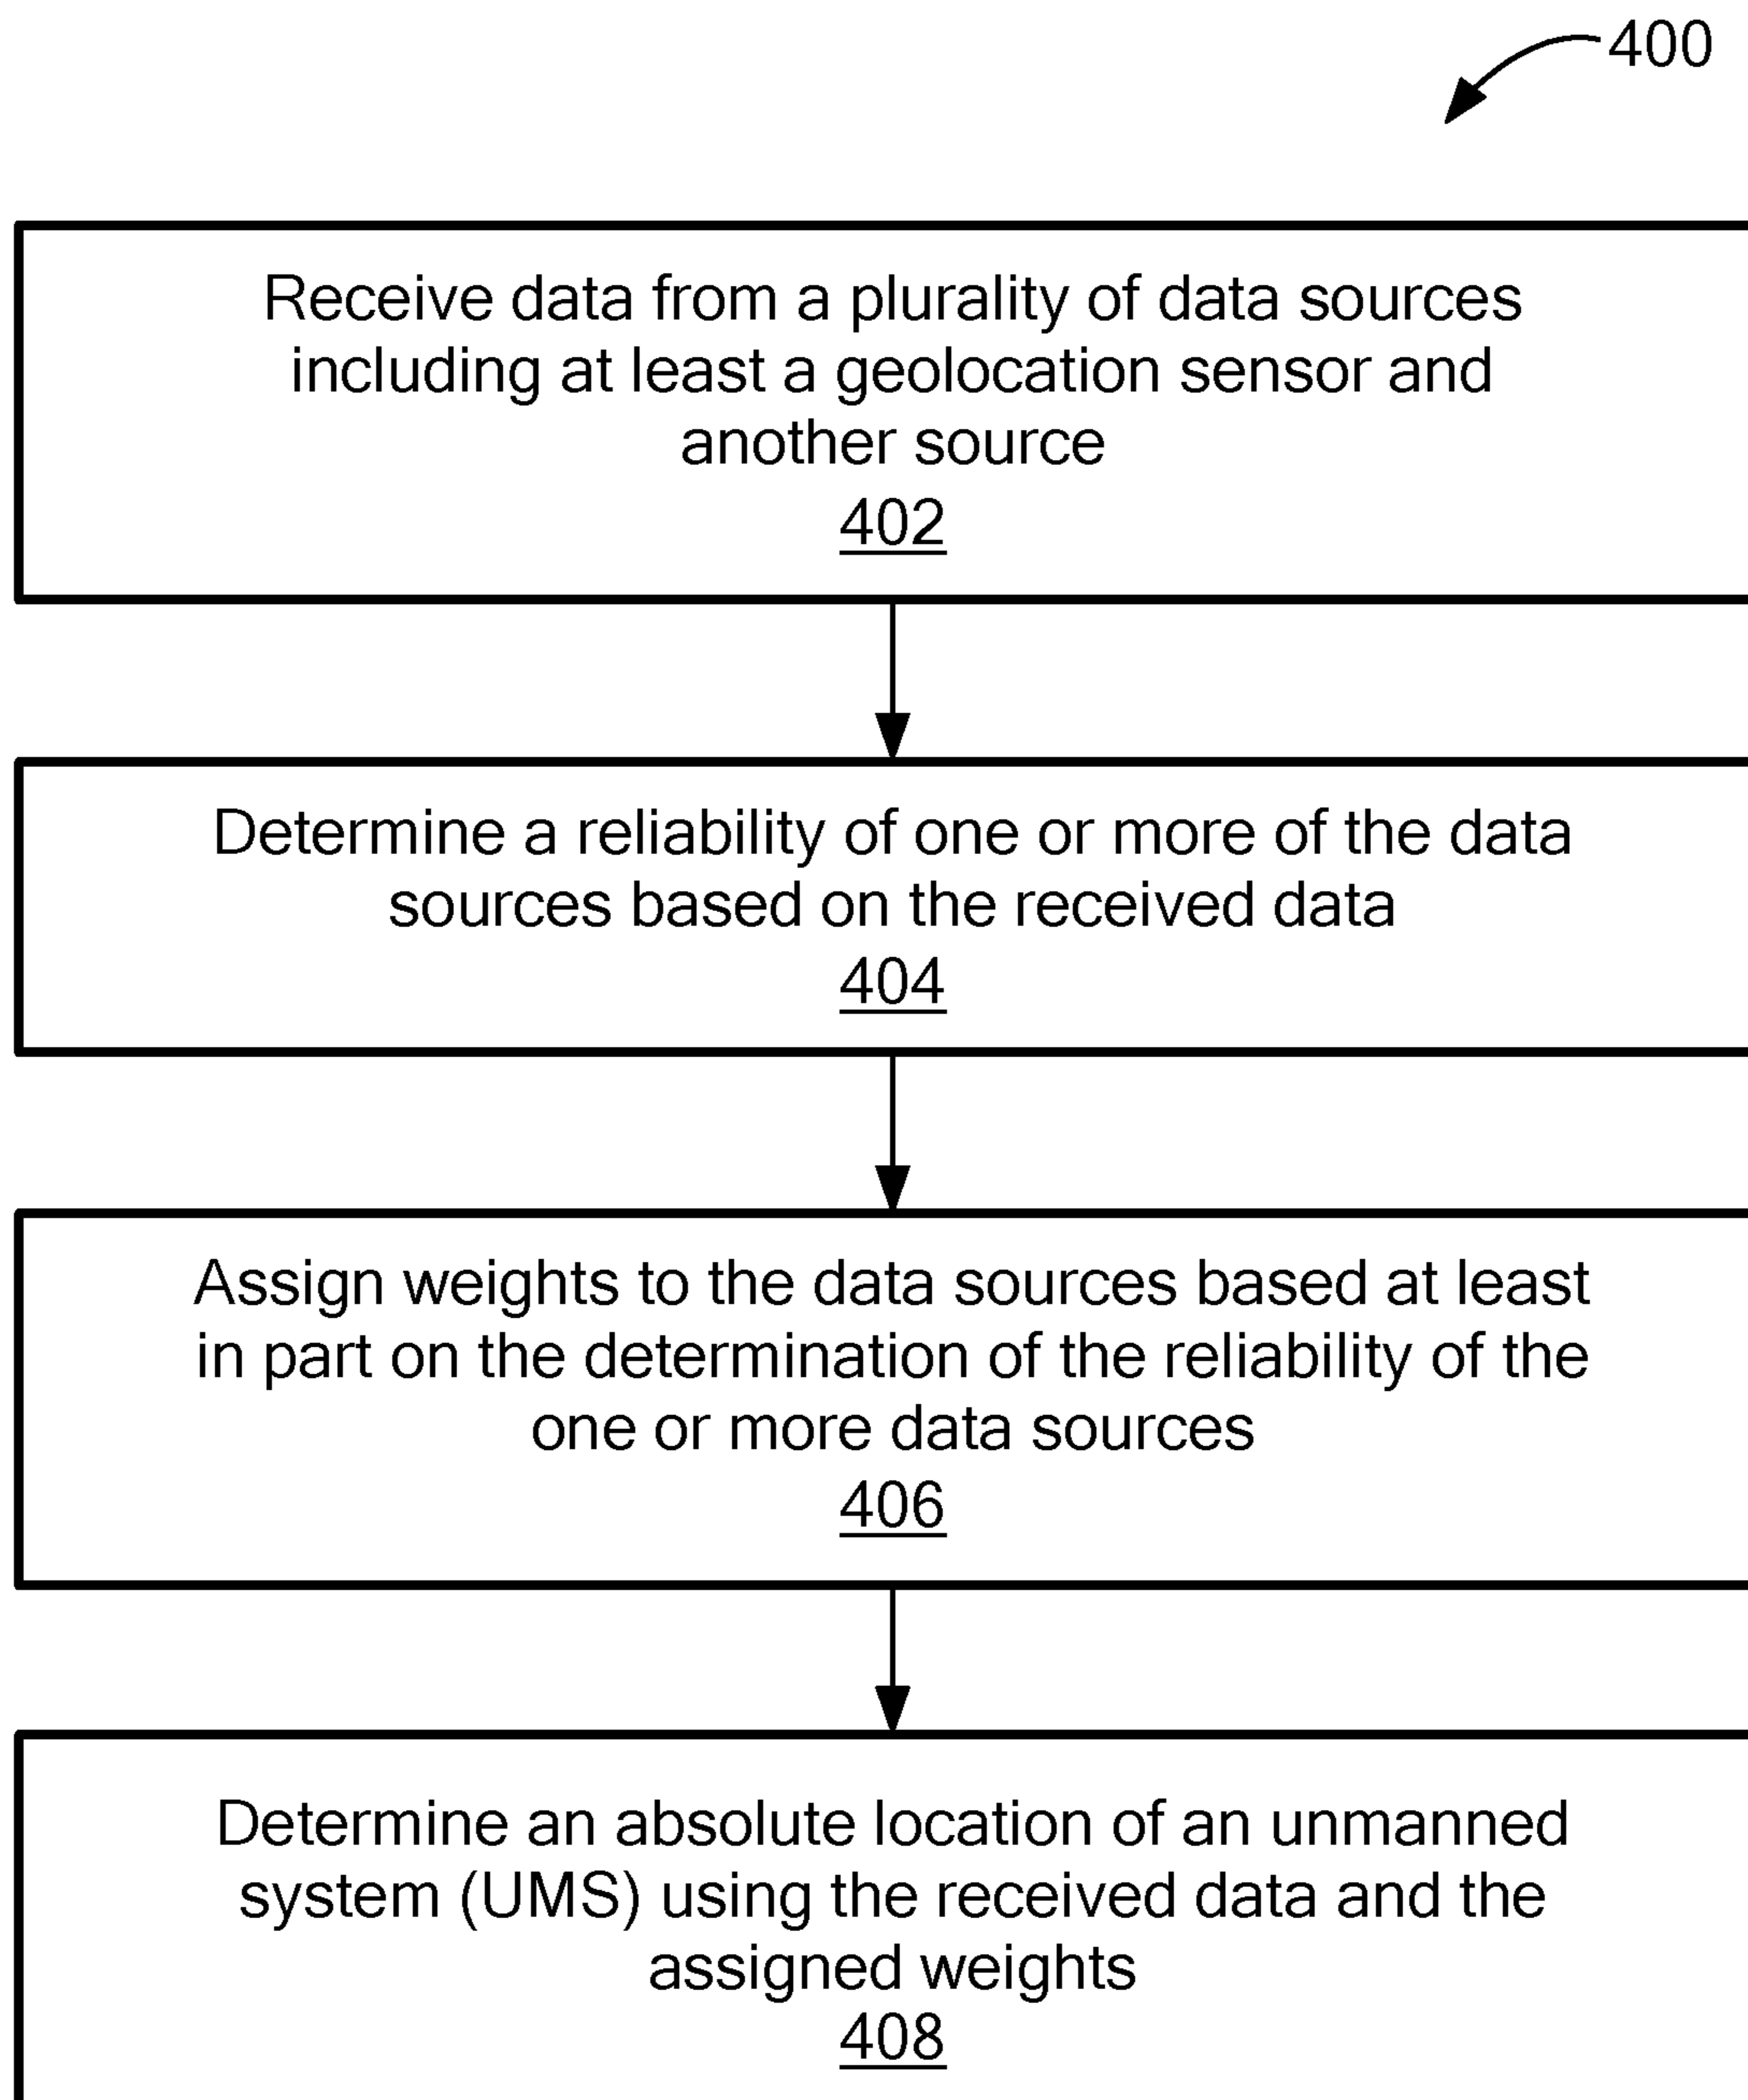 400
Receive data from a plurality of data sources
including at least a geolocation sensor and
another source
402
Determine a reliability of one or more of the data
sources based on the received data
404
Assign weights to the data sources based at least
in part on the determination of the reliability of the
one or more data sources
406
Determine an absolute location of an unmanned
system (UMS) using the received data and the
assigned weights
408